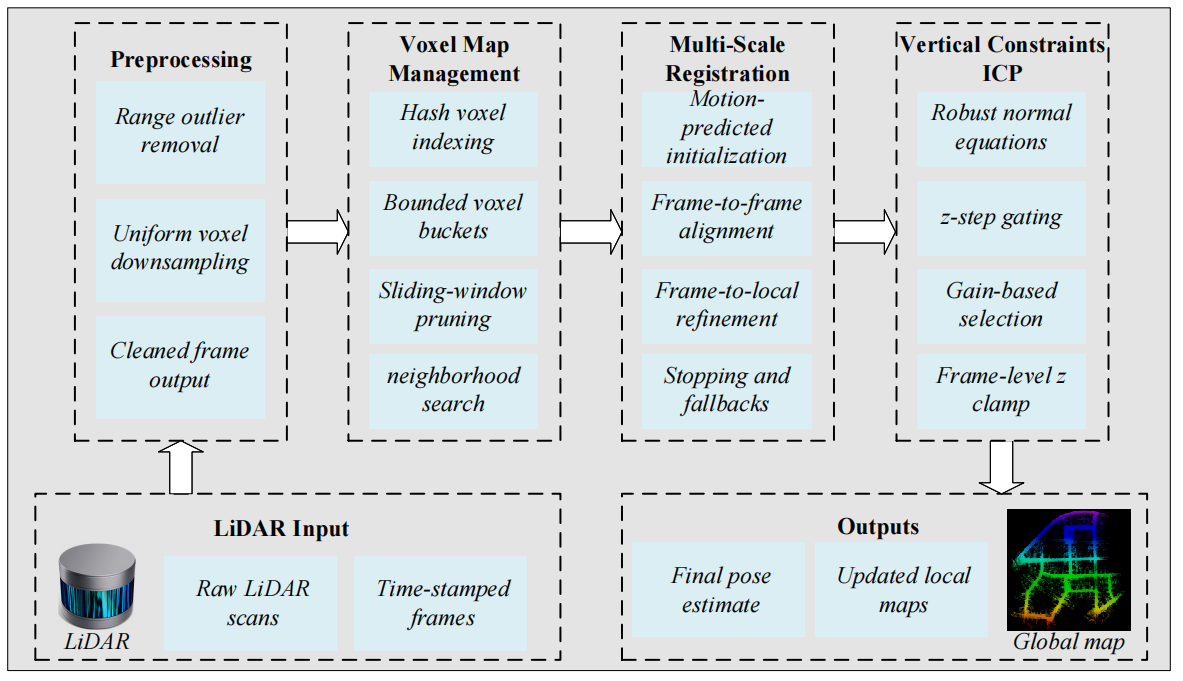 Preprocessing
Range outlier
removal
Uniform voxel
downsampling
Cleaned frame
output
Voxel Map
Management
Hash voxel
indexing
Bounded voxel
buckets
Sliding-window
pruning
neighborhood
search
Multi-Scale
Registration
Motion-
predicted
initialization
Frame-to-frame
alignment
Frame-to-local
refinement
Stopping and
fallbacks
Vertical Constraints
ICP
Robust normal
equations
z-step gating
Gain-based
selection
Frame-level z
clamp
LiDAR Input
LiDAR
Raw LiDAR
scans
Time-stamped
frames
Outputs
Final pose
estimate
Updated local
maps
Global map